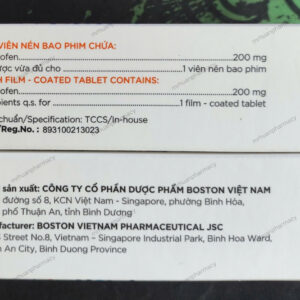 VIÊN NÉN BAO PHIM CHỨA:
ofen 200 mg
ược vừa đủ cho 1 viên nén bao phim
H FILM - COATED TABLET CONTAINS:
ofen 200 mg
pients q.s. for 1 film - coated tablet
chuẩn/Specification: TCCS/In-house
/Reg.No.: 893100213023
sản xuất: CÔNG TY CỔ PHẦN DƯỢC PHẨM BOSTON VIỆT NAM
đường số 8, KCN Việt Nam - Singapore, phường Bình Hòa,
phố Thuận An, tỉnh Bình Dương
facturer: BOSTON VIETNAM PHARMACEUTICAL JSC
Street No.8, Vietnam - Singapore Industrial Park, Binh Hoa Ward,
An City, Binh Duong Province